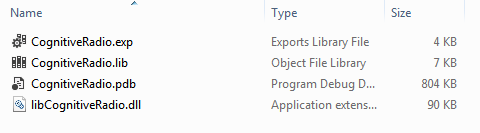 Name Type Size
CognitiveRadio.exp Exports Library File 4 KB
CognitiveRadio.lib Object File Library 7 KB
CognitiveRadio.pdb Program Debug D... 804 KB
libCognitiveRadio.dll Application extens... 90 KB